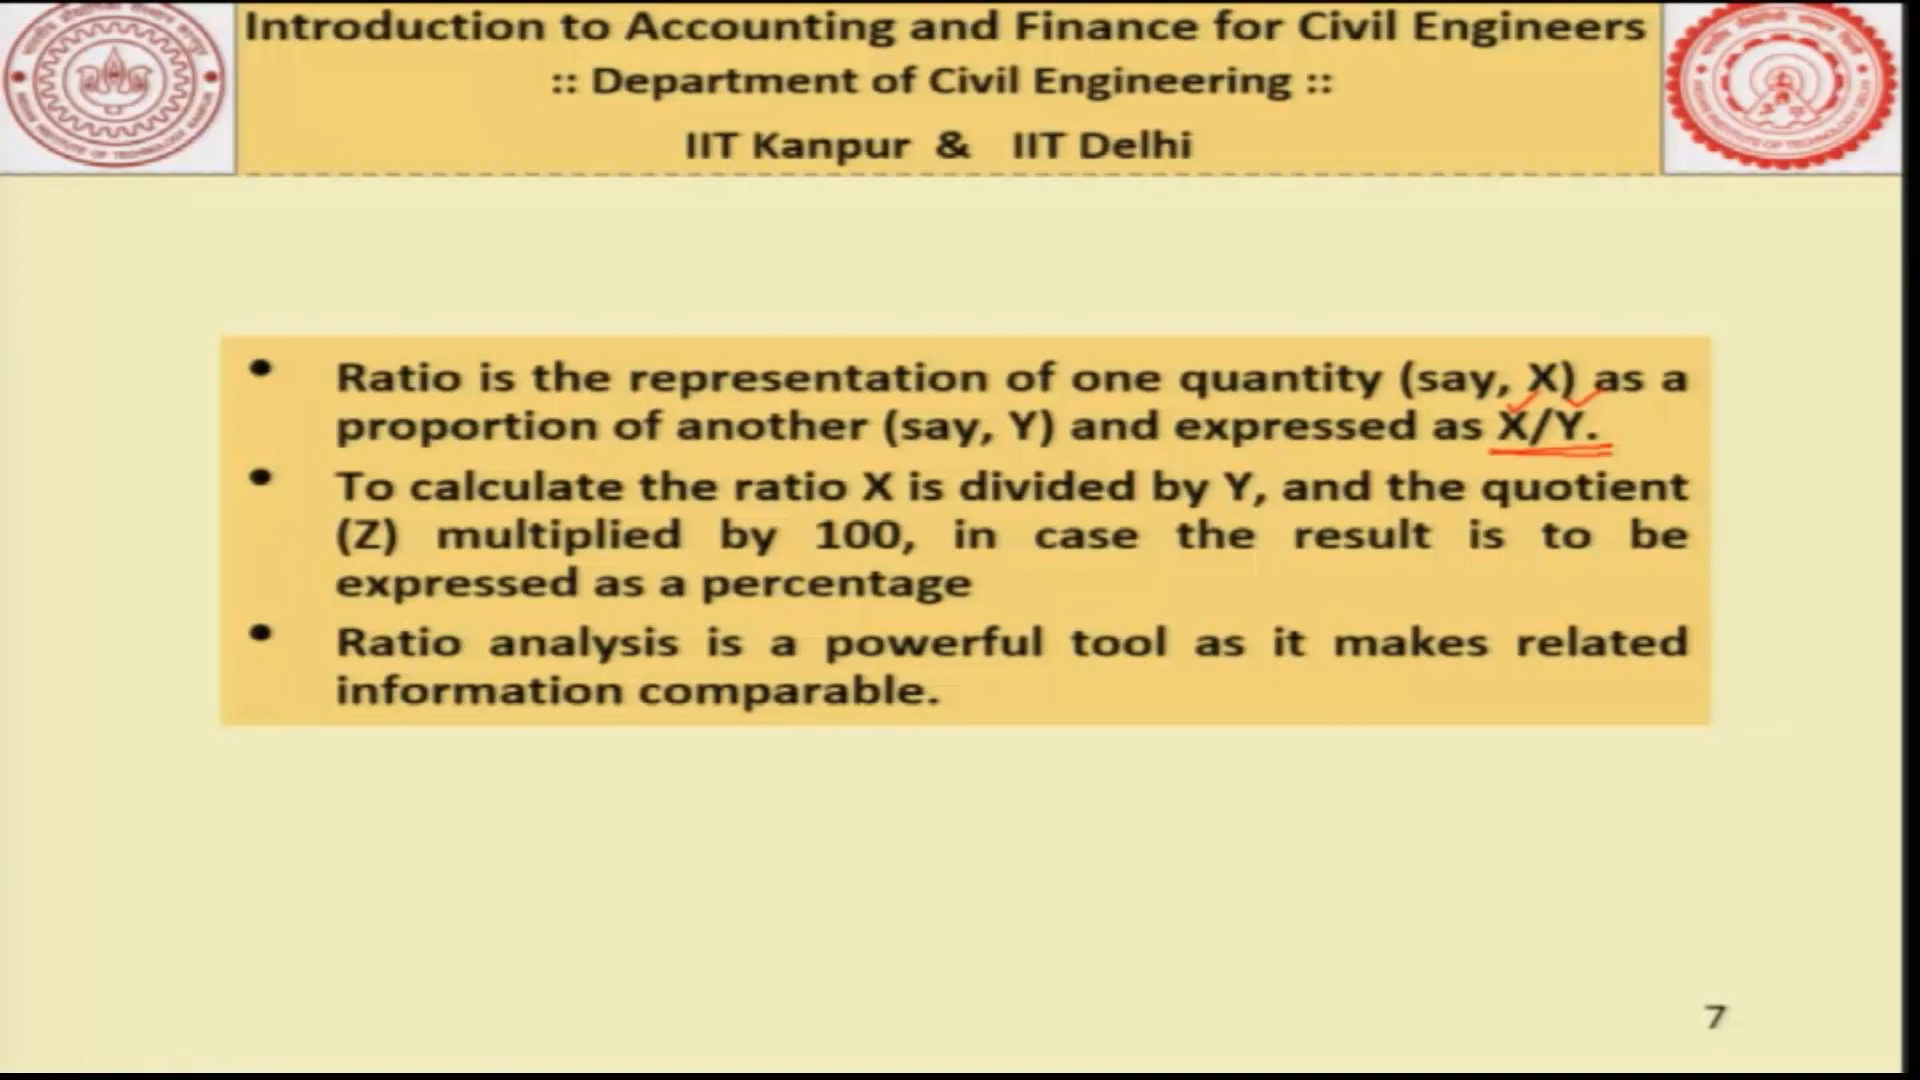 Introduction to Accounting and Finance for Civil Engineers
:: Department of Civil Engineering ::
IIT Kanpur & IIT Delhi
• Ratio is the representation of one quantity (say, X) as a
proportion of another (say, Y) and expressed as X/Y.
• To calculate the ratio X is divided by Y, and the quotient
(Z) multiplied by 100, in case the result is to be
expressed as a percentage
• Ratio analysis is a powerful tool as it makes related
information comparable.
7